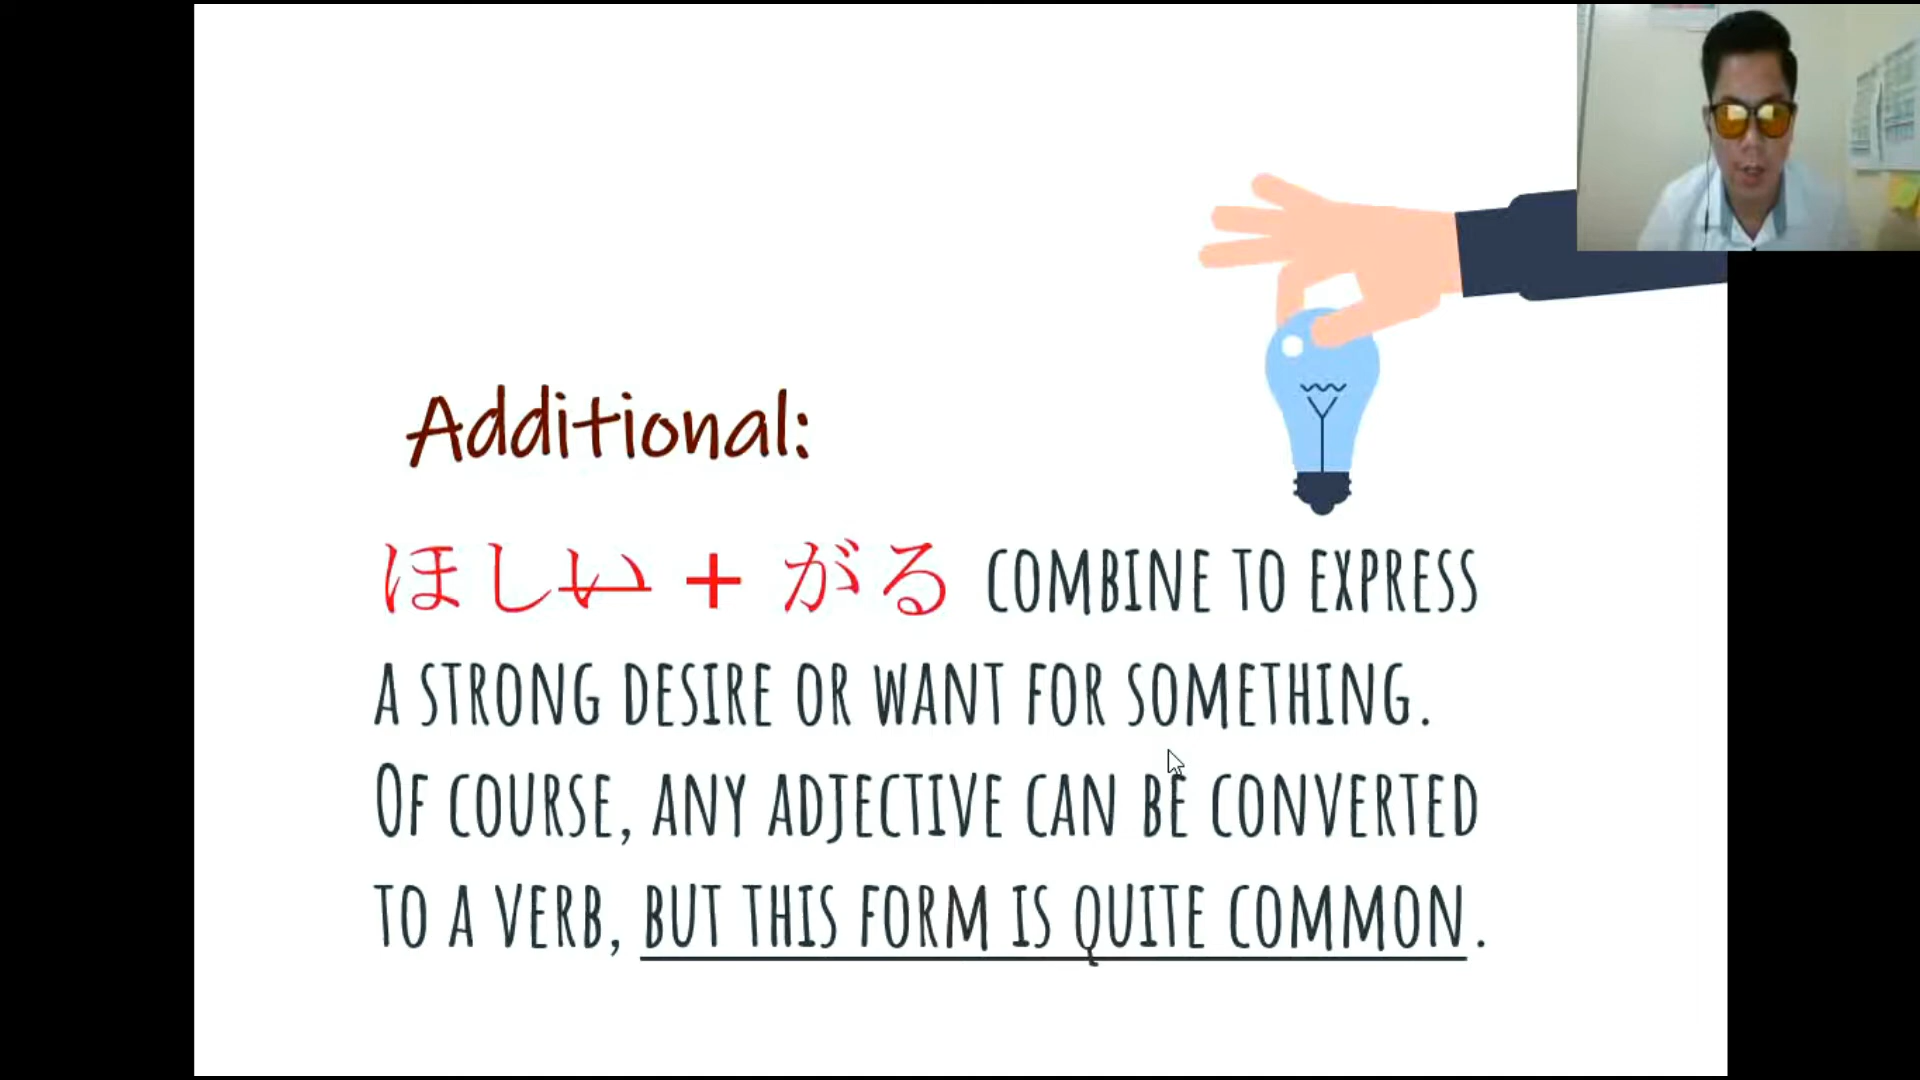 Additional:
ほしい + がる COMBINE TO EXPRESS
A STRONG DESIRE OR WANT FOR SOMETHING.
OF COURSE, ANY ADJECTIVE CAN BE CONVERTED
TO A VERB, BUT THIS FORM IS QUITE COMMON.